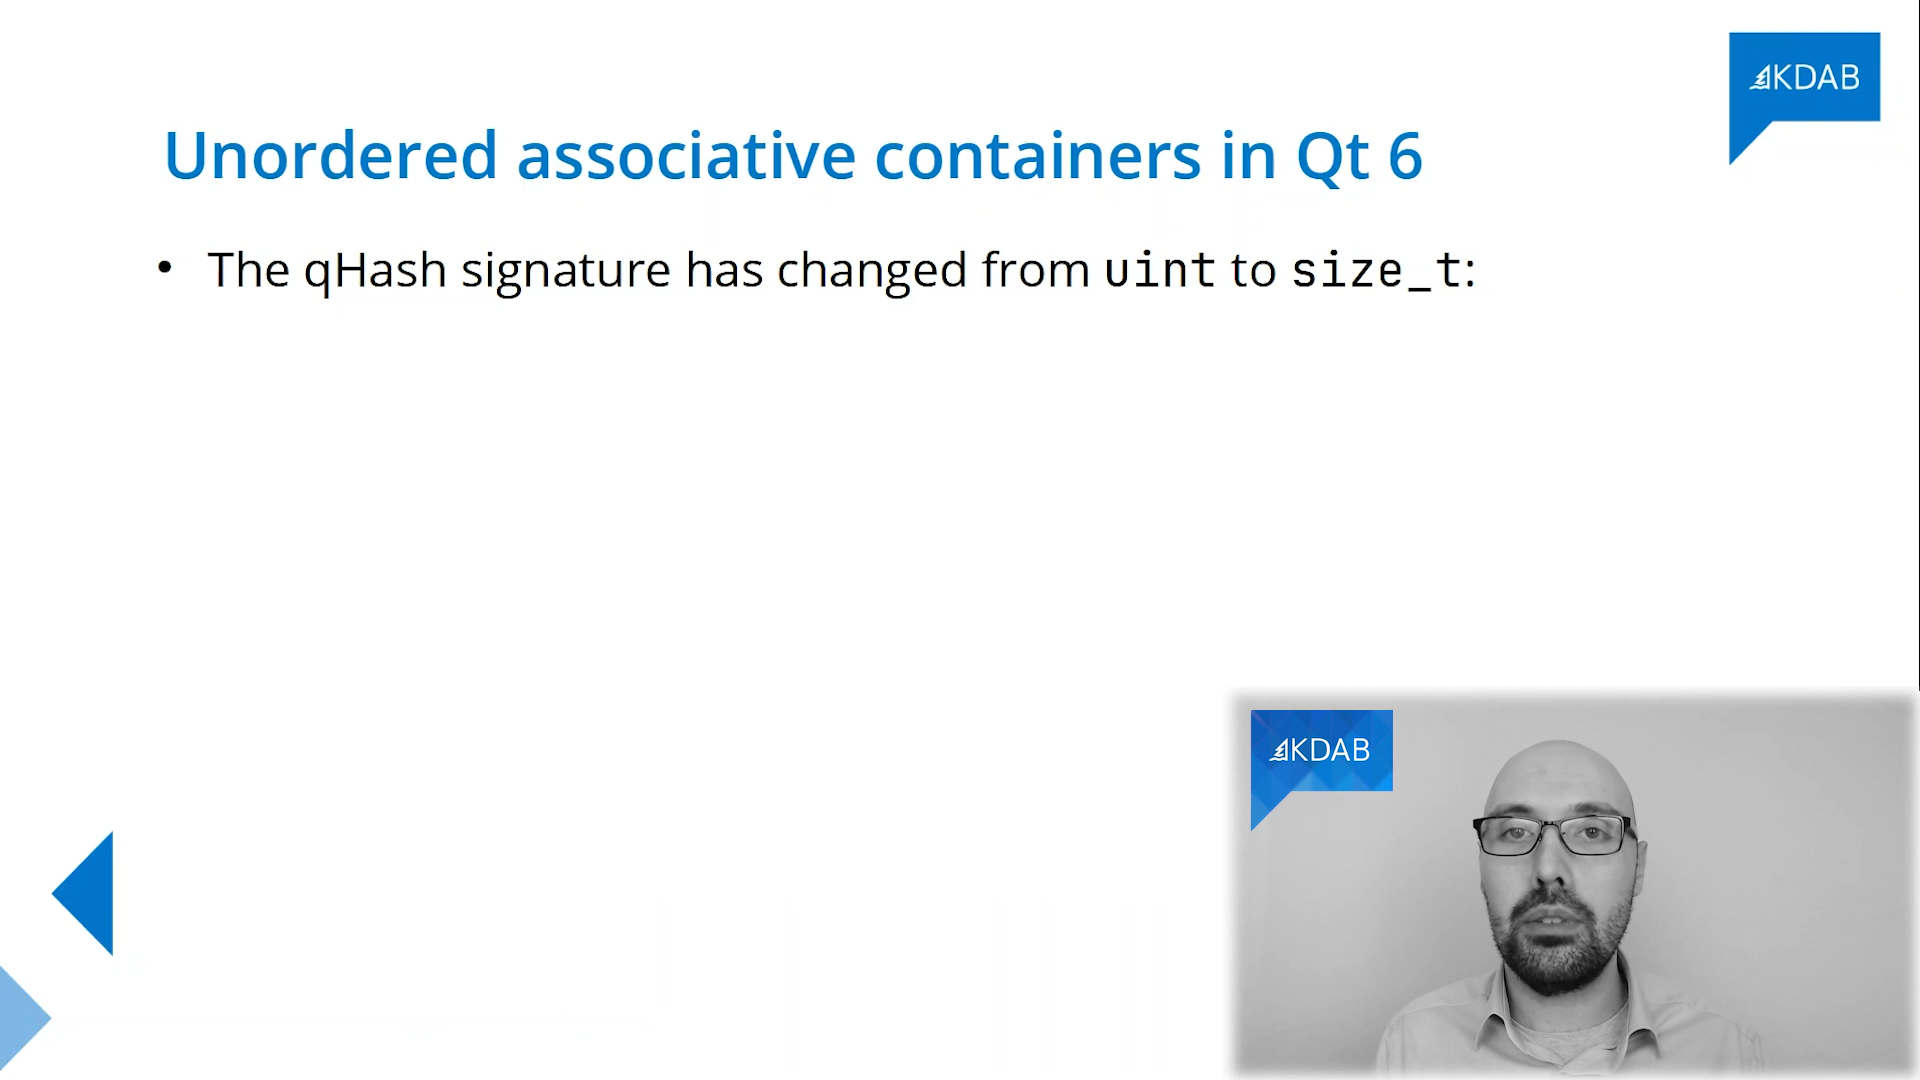 KDAB
Unordered associative containers in Qt 6
• The qHash signature has changed from uint to size_t:
KDAB